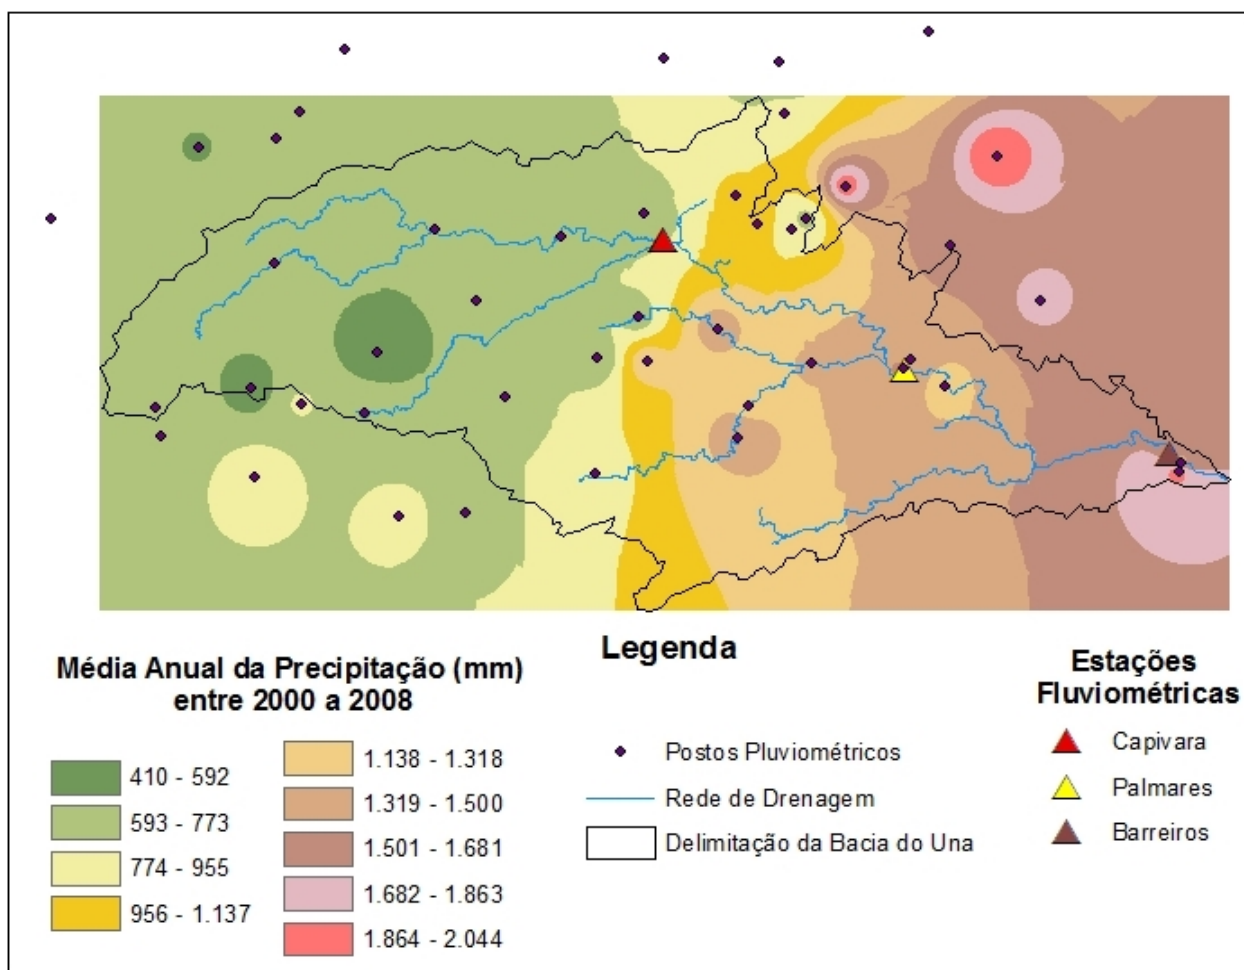 Legenda
Média Anual da Precipitação (mm)
entre 2000 a 2008
410 - 592
593 - 773
774 - 955
956 - 1.137
1.138 - 1.318
1.319 - 1.500
1.501 - 1.681
1.682 - 1.863
1.864 - 2.044
Postos Pluviométricos
Rede de Drenagem
Delimitação da Bacia do Una
Estações
Fluviométricas
Capivara
Palmares
Barreiros